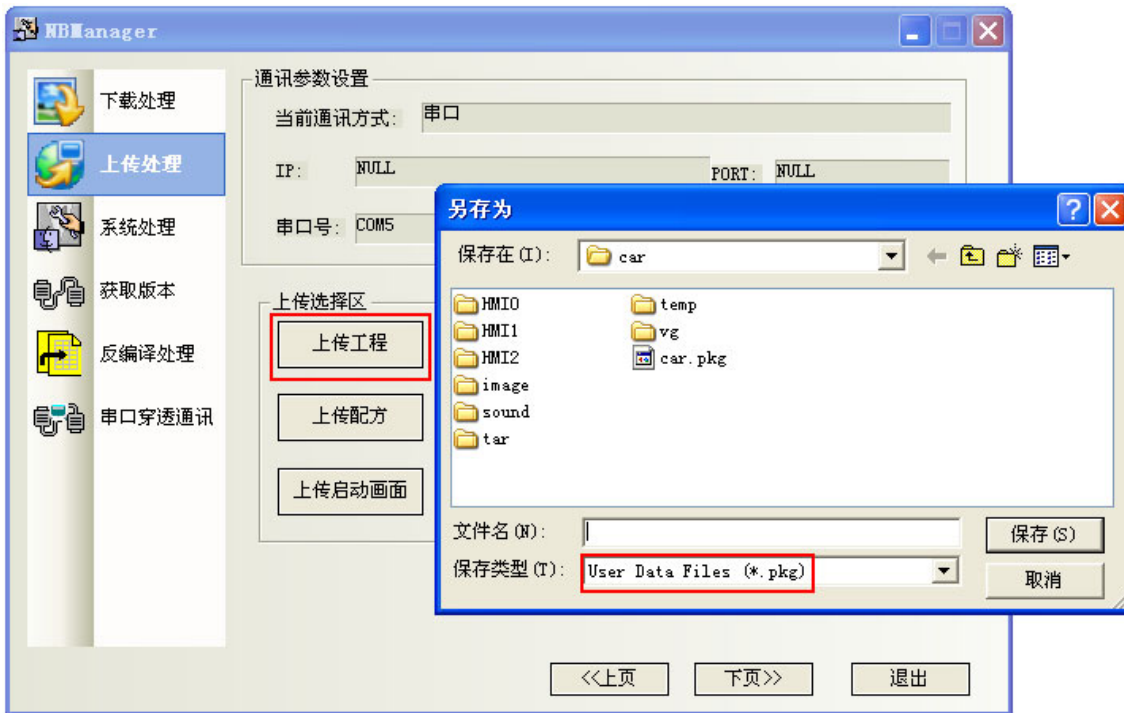 NBManager
下载处理
上传处理
系统处理
获取版本
反编译处理
串口穿透通讯
通讯参数设置
当前通讯方式: 串口
IP: NULL PORT: NULL
串口号: COM5
上传选择区
上传工程
上传配方
上传启动画面
另存为
保存在(I): car
HMI0
HMI1
HMI2
image
sound
tar
temp
vg
car.pkg
文件名(N):
保存(S)
保存类型(T): User Data Files (*.pkg)
取消
<<上页 下页>> 退出